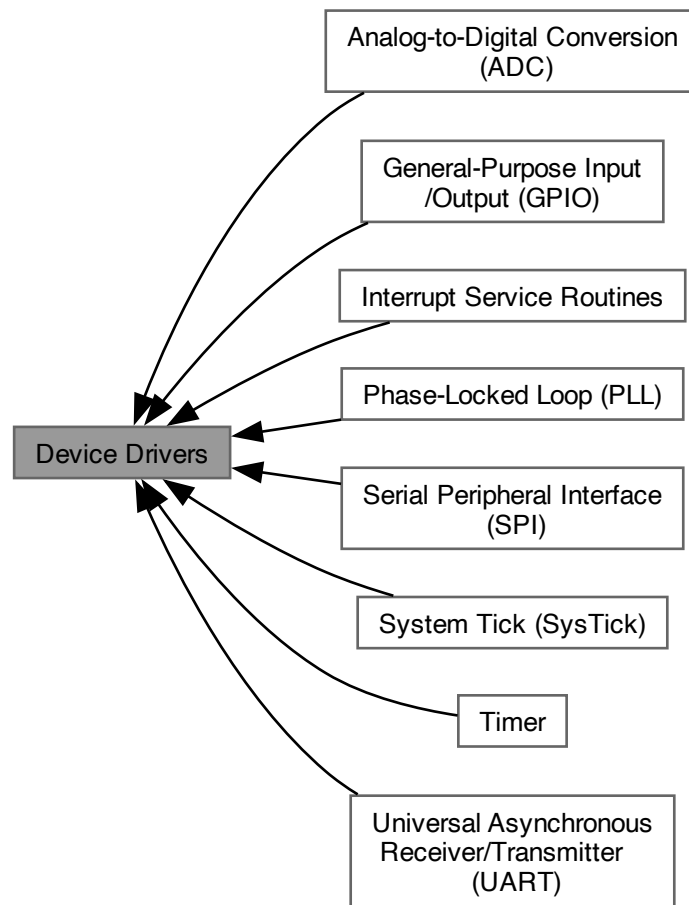 Analog-to-Digital Conversion
(ADC)
General-Purpose Input
/Output (GPIO)
Interrupt Service Routines
Phase-Locked Loop (PLL)
Device Drivers
Serial Peripheral Interface
(SPI)
System Tick (SysTick)
Timer
Universal Asynchronous
Receiver/Transmitter
(UART)